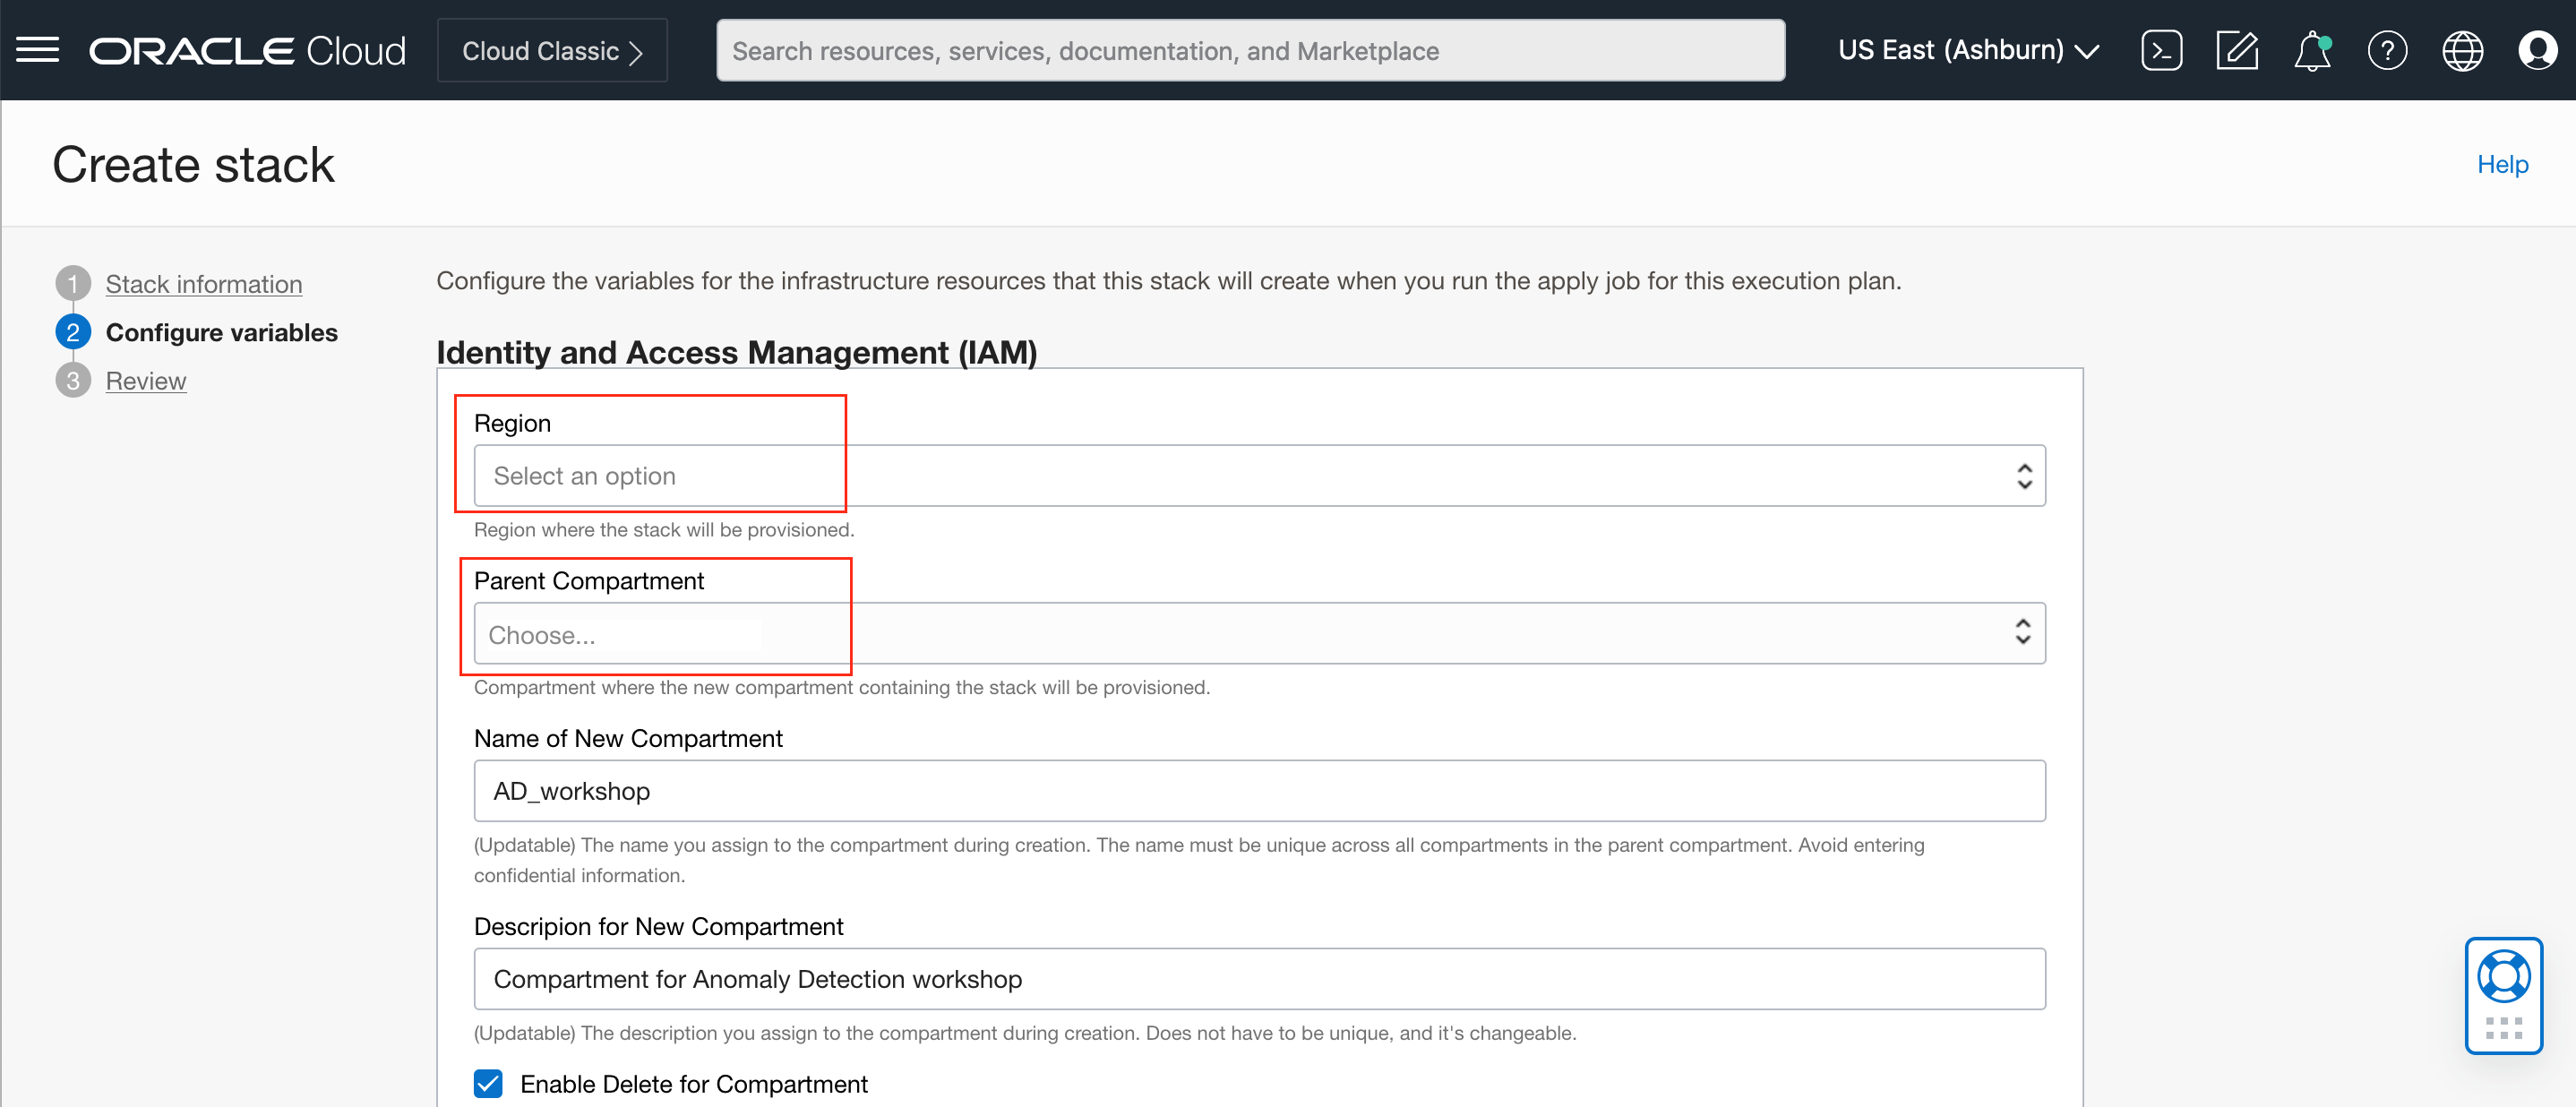 ORACLE Cloud
Cloud Classic
Search resources, services, documentation, and Marketplace
US East (Ashburn)
Create stack
Help
1 Stack information
2 Configure variables
3 Review
Configure the variables for the infrastructure resources that this stack will create when you run the apply job for this execution plan.
Identity and Access Management (IAM)
Region
Select an option
Region where the stack will be provisioned.
Parent Compartment
Choose...
Compartment where the new compartment containing the stack will be provisioned.
Name of New Compartment
AD_workshop
(Updatable) The name you assign to the compartment during creation. The name must be unique across all compartments in the parent compartment. Avoid entering
confidential information.
Descripion for New Compartment
Compartment for Anomaly Detection workshop
(Updatable) The description you assign to the compartment during creation. Does not have to be unique, and it's changeable.
Enable Delete for Compartment